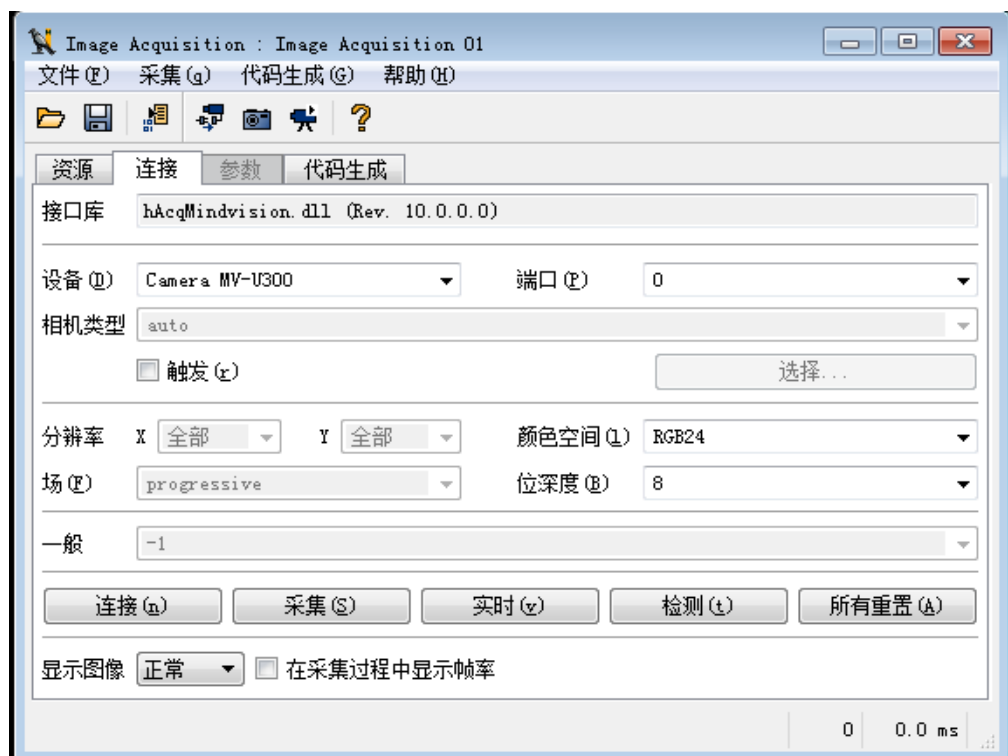 Image Acquisition : Image Acquisition 01
文件(F) 采集(q) 代码生成(G) 帮助(H)
资源 连接 参数 代码生成
接口库 hAcqMindvision.dll (Rev. 10.0.0.0)
设备(D) Camera MV-U300 端口(P) 0
相机类型 auto
触发(r) 选择...
分辨率 X 全部 Y 全部 颜色空间(l) RGB24
场(F) progressive 位深度(B) 8
一般 -1
连接(n) 采集(S) 实时(v) 检测(t) 所有重置(A)
显示图像 正常 在采集过程中显示帧率
0 0.0 ms